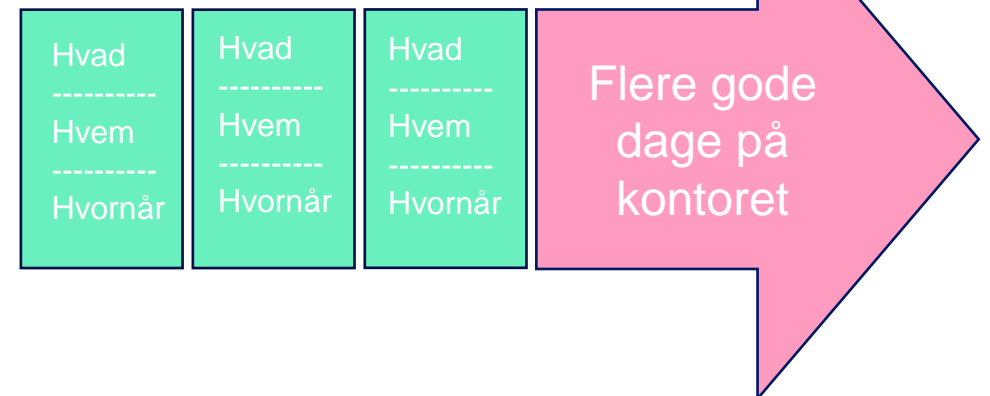 Hvad
----------
Hvem
----------
Hvornår
Hvad
----------
Hvem
----------
Hvornår
Hvad
----------
Hvem
----------
Hvornår
Flere gode
dage på
kontoret